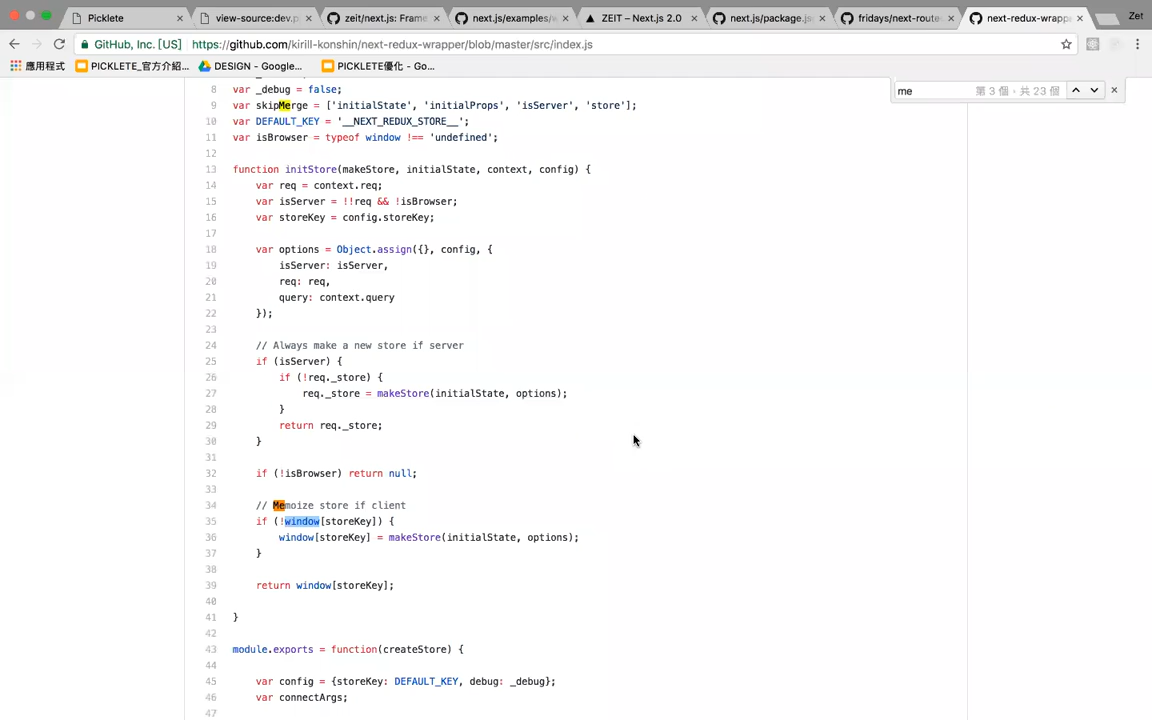 Picklete
view-source:dev.p
zeit/next.js: Frame
next.js/examples/
ZEIT – Next.js 2.0
next.js/package.js
fridays/next-route
next-redux-wrapp
Zet
GitHub, Inc. [US]
https://github.com/kirill-konshin/next-redux-wrapper/blob/master/src/index.js
應用程式
PICKLETE_官方介紹...
DESIGN - Google...
PICKLETE優化 - Go...
me
第 3 個，共 23 個
8 var _debug = false;
9 var skipMerge = ['initialState', 'initialProps', 'isServer', 'store'];
10 var DEFAULT_KEY = '__NEXT_REDUX_STORE__';
11 var isBrowser = typeof window !== 'undefined';
12
13 function initStore(makeStore, initialState, context, config) {
14     var req = context.req;
15     var isServer = !!req && !isBrowser;
16     var storeKey = config.storeKey;
17
18     var options = Object.assign({}, config, {
19         isServer: isServer,
20         req: req,
21         query: context.query
22     });
23
24     // Always make a new store if server
25     if (isServer) {
26         if (!req._store) {
27             req._store = makeStore(initialState, options);
28         }
29         return req._store;
30     }
31
32     if (!isBrowser) return null;
33
34     // Memoize store if client
35     if (!window[storeKey]) {
36         window[storeKey] = makeStore(initialState, options);
37     }
38
39     return window[storeKey];
40
41 }
42
43 module.exports = function(createStore) {
44
45     var config = {storeKey: DEFAULT_KEY, debug: _debug};
46     var connectArgs;
47